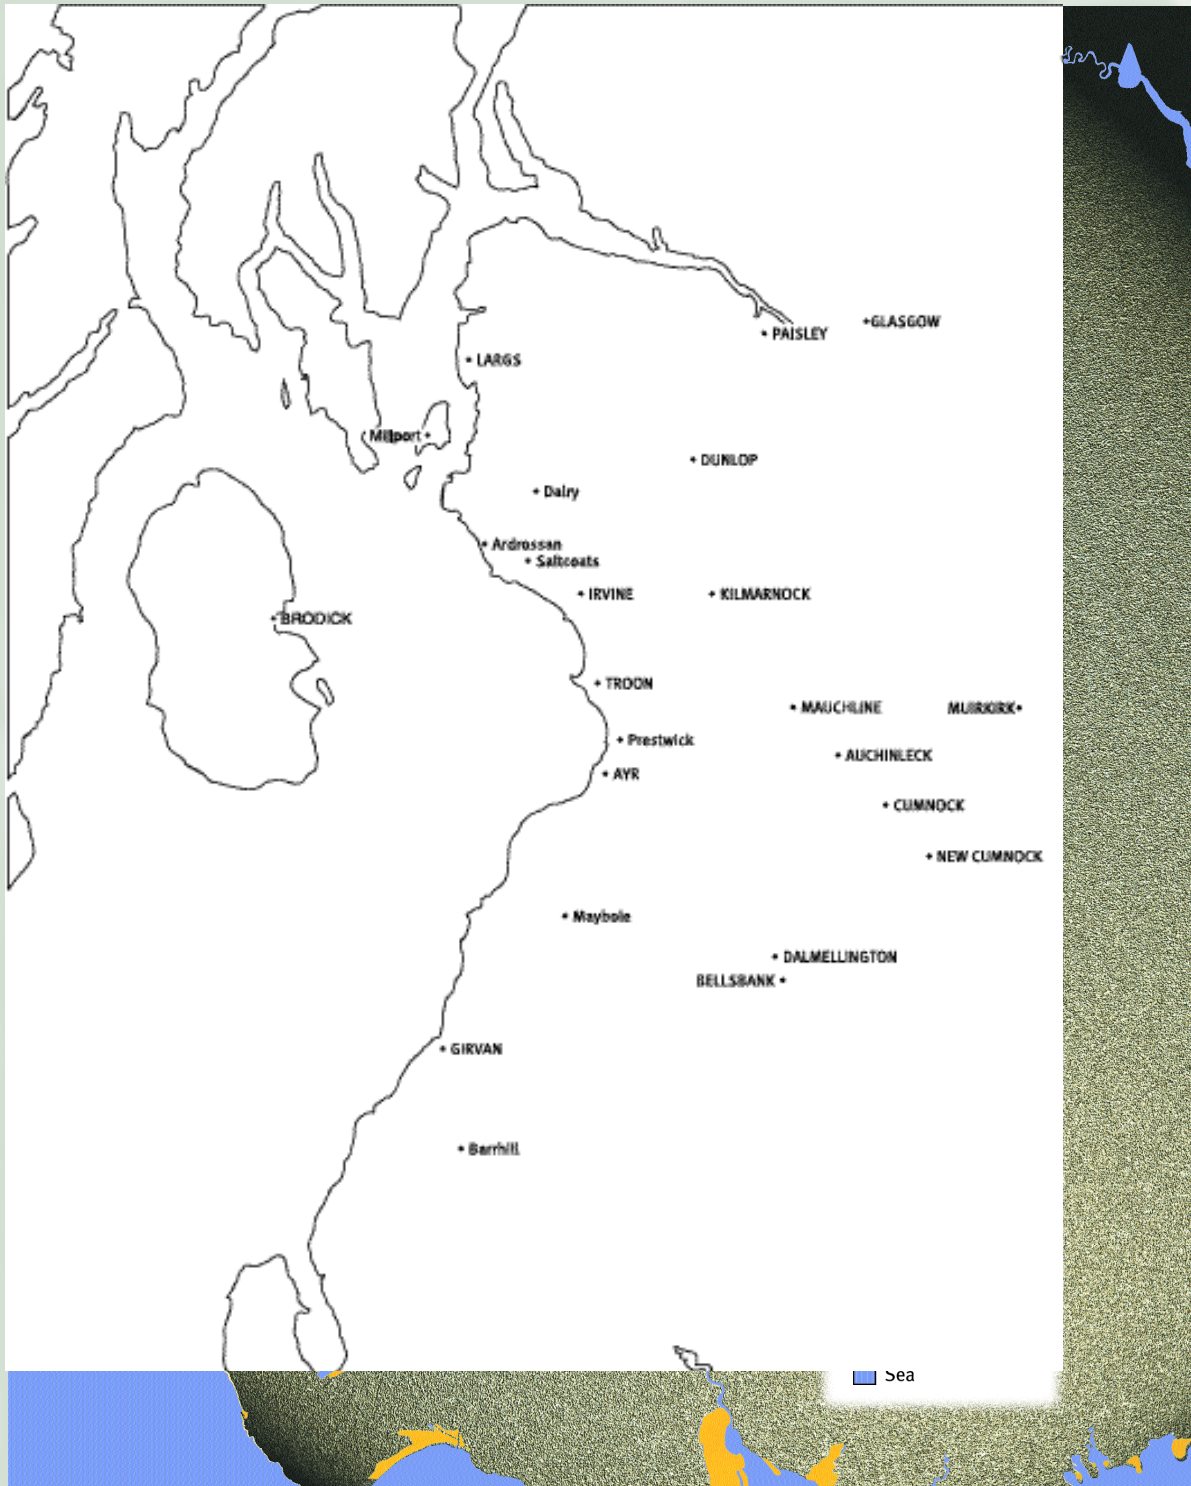 GLASGOW
PAISLEY
LARGS
Millport
DUNLOP
Dalry
Ardrossan
Saltcoats
IRVINE
KILMARNOCK
BRODICK
TROON
MAUCHLINE
MUIRKIRK
Prestwick
AUCHINLECK
AYR
CUMNOCK
NEW CUMNOCK
Maybole
DALMELLINGTON
BELLSBANK
GIRVAN
Barrhill
Sea